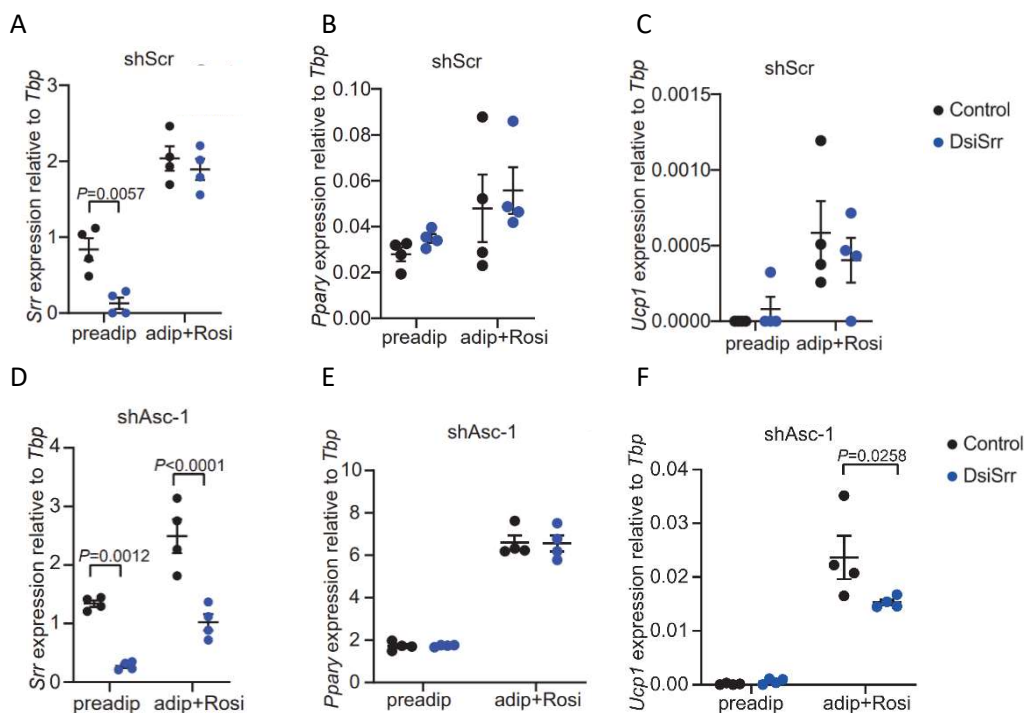 A
shScr
Srr expression relative to Tbp
3
2
1
0
P=0.0057
preadip adip+Rosi
B
shScr
Pparγ expression relative to Tbp
0.10
0.08
0.06
0.04
0.02
0.00
preadip adip+Rosi
C
shScr
Ucp1 expression relative to Tbp
0.0015
0.0010
0.0005
0.0000
preadip adip+Rosi
Control
DsiSrr
D
shAsc-1
Srr expression relative to Tbp
4
3
2
1
0
P<0.0001
P=0.0012
preadip adip+Rosi
E
shAsc-1
Pparγ expression relative to Tbp
10
8
6
4
2
0
preadip adip+Rosi
F
shAsc-1
Ucp1 expression relative to Tbp
0.04
0.03
0.02
0.01
0.00
P=0.0258
preadip adip+Rosi
Control
DsiSrr